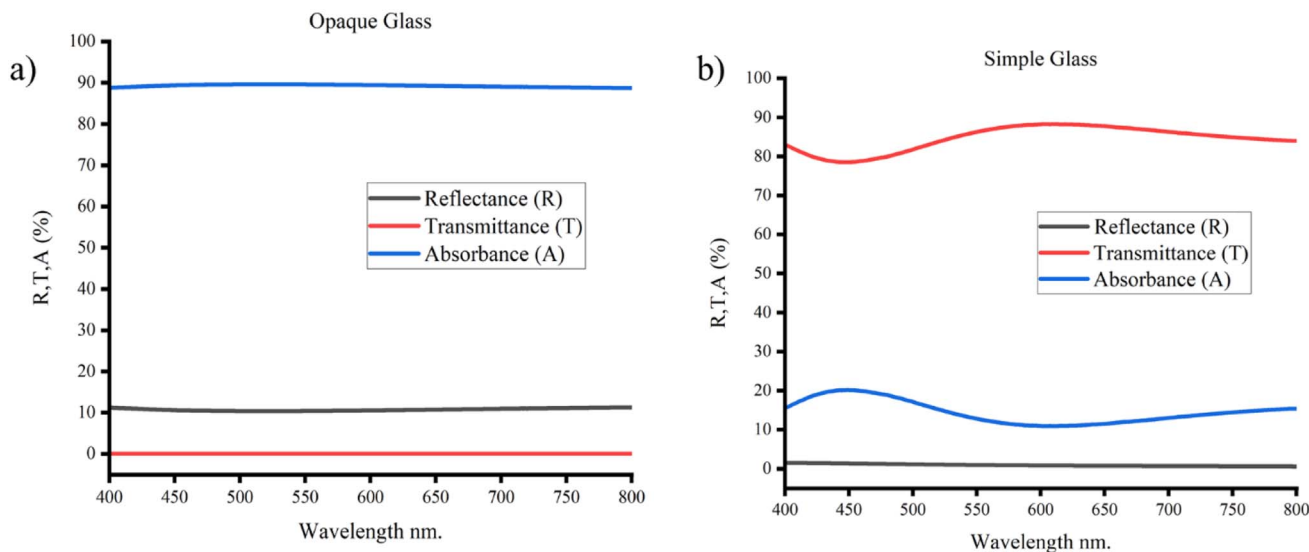 a)
Opaque Glass
R,T,A (%)
100
90
80
70
60
50
40
30
20
10
0
Reflectance (R)
Transmittance (T)
Absorbance (A)
400 450 500 550 600 650 700 750 800
Wavelength nm.
b)
Simple Glass
R,T,A (%)
100
90
80
70
60
50
40
30
20
10
0
Reflectance (R)
Transmittance (T)
Absorbance (A)
400 450 500 550 600 650 700 750 800
Wavelength nm.